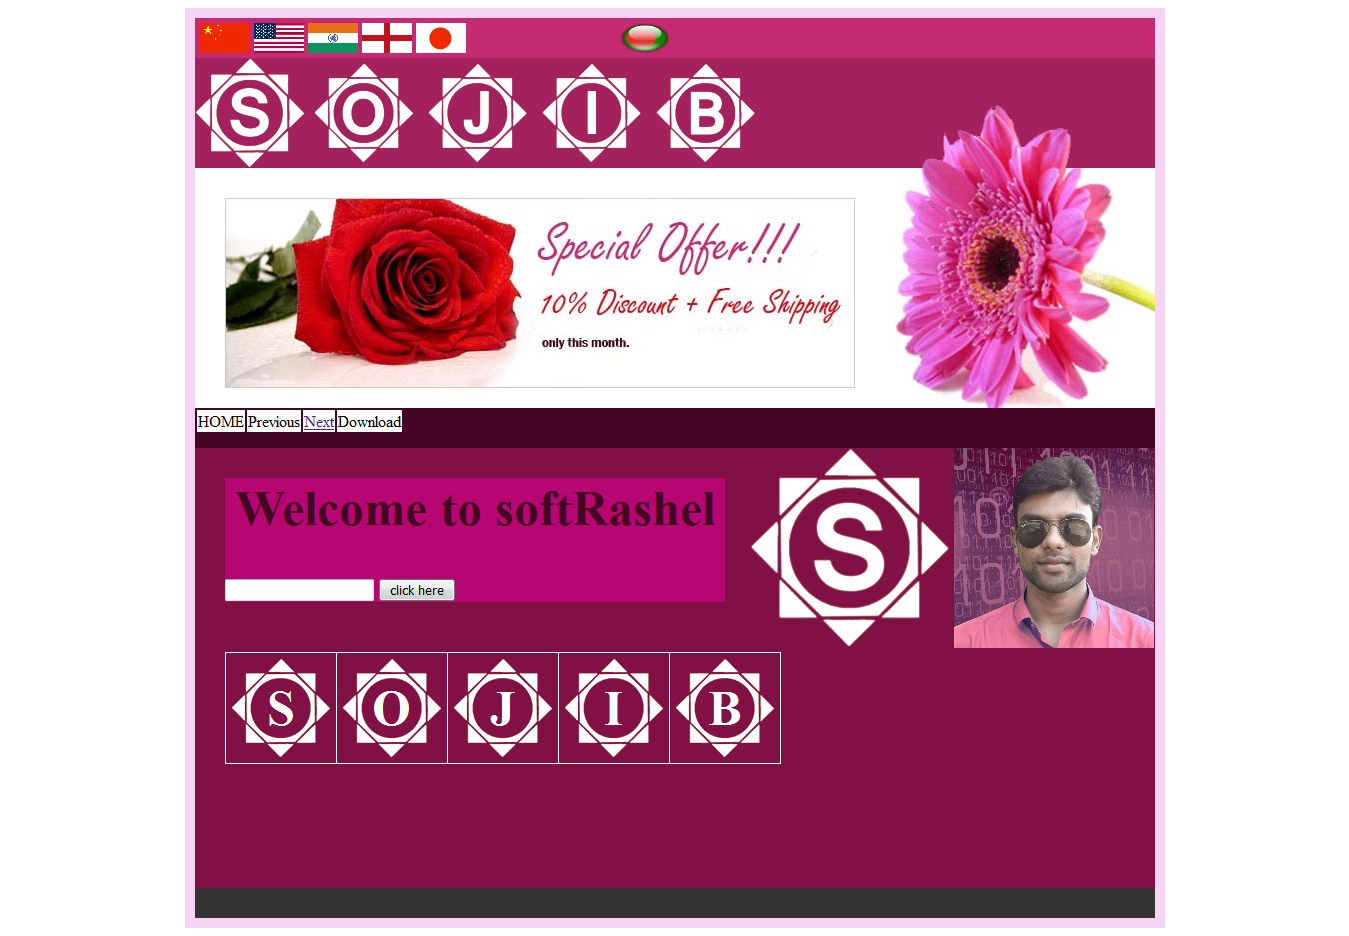 S O J I B
Special Offer!!!
10% Discount + Free Shipping
only this month.
HOME Previous Next Download
Welcome to softRashel
click here
S
S O J I B